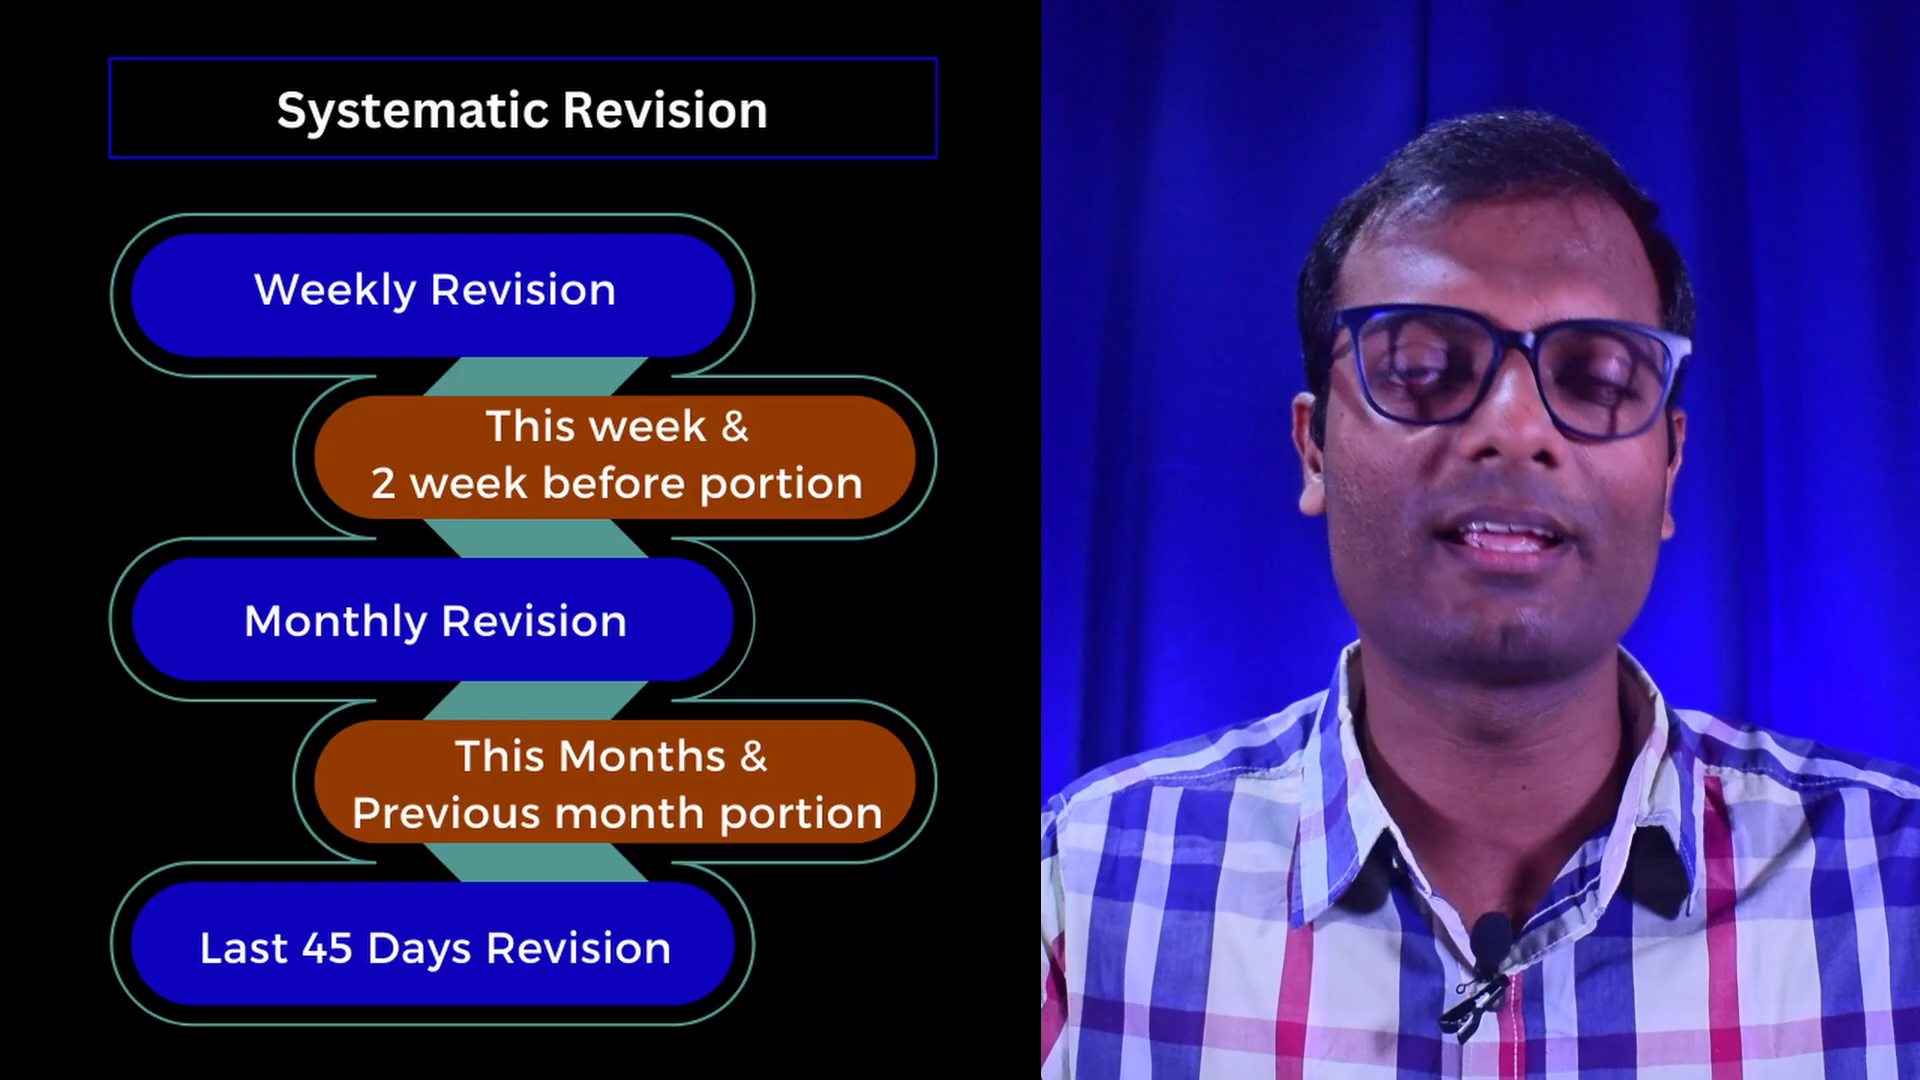 Systematic Revision
Weekly Revision
This week &
2 week before portion
Monthly Revision
This Months &
Previous month portion
Last 45 Days Revision